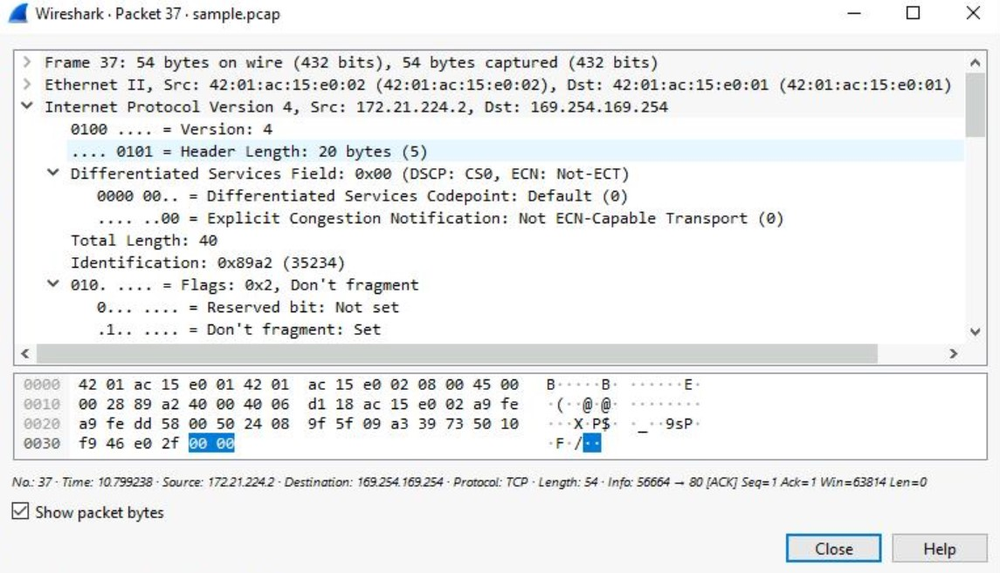 Wireshark · Packet 37 · sample.pcap
Frame 37: 54 bytes on wire (432 bits), 54 bytes captured (432 bits)
Ethernet II, Src: 42:01:ac:15:e0:02 (42:01:ac:15:e0:02), Dst: 42:01:ac:15:e0:01 (42:01:ac:15:e0:01)
Internet Protocol Version 4, Src: 172.21.224.2, Dst: 169.254.169.254
0100 .... = Version: 4
.... 0101 = Header Length: 20 bytes (5)
Differentiated Services Field: 0x00 (DSCP: CS0, ECN: Not-ECT)
0000 00.. = Differentiated Services Codepoint: Default (0)
.... ..00 = Explicit Congestion Notification: Not ECN-Capable Transport (0)
Total Length: 40
Identification: 0x89a2 (35234)
010. .... = Flags: 0x2, Don't fragment
0... .... = Reserved bit: Not set
.1.. .... = Don't fragment: Set
0000 42 01 ac 15 e0 01 42 01 ac 15 e0 02 08 00 45 00 B·····B· ······E·
0010 00 28 89 a2 40 00 40 06 d1 18 ac 15 e0 02 a9 fe ·(··@·@· ········
0020 a9 fe dd 58 00 50 24 08 9f 5f 09 a3 39 73 50 10 ···X·P$· ·_··9sP·
0030 f9 46 e0 2f 00 00 ·F·/··
No.: 37 · Time: 10.799238 · Source: 172.21.224.2 · Destination: 169.254.169.254 · Protocol: TCP · Length: 54 · Info: 56664 → 80 [ACK] Seq=1 Ack=1 Win=63814 Len=0
Show packet bytes
Close Help